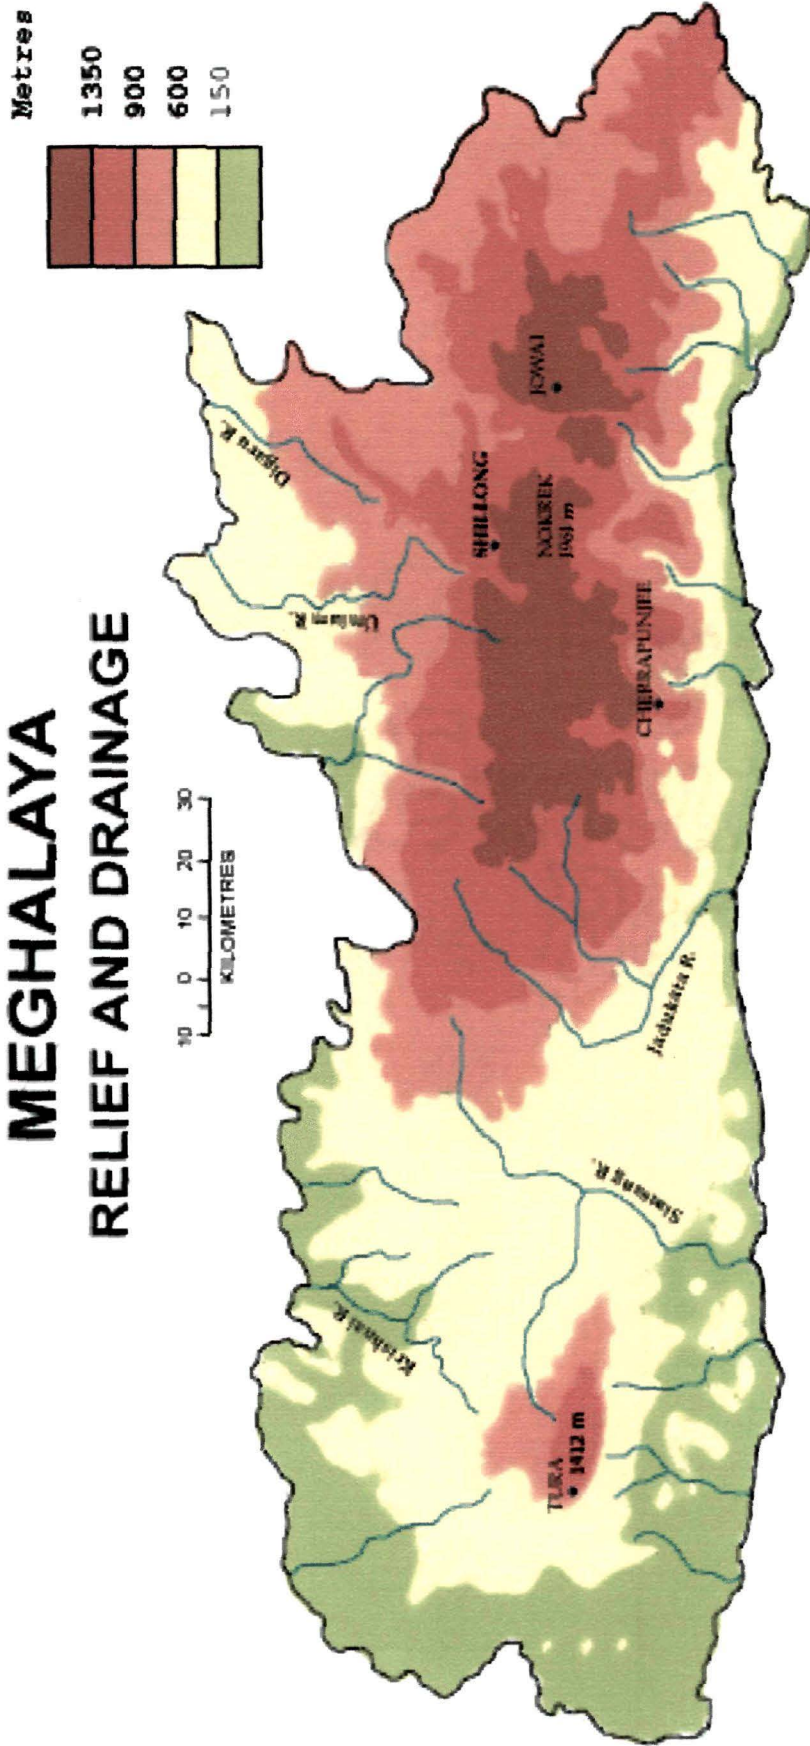 MEGHALAYA
RELIEF AND DRAINAGE
10 0 10 20 30
KILOMETRES
Metres
1350
900
600
150
Digaru R.
Umiam R.
Krishnai R.
SHILLONG
JOWAI
NOKREK
1961 m
CHERRAPUNJEE
TURA
1412 m
Simsang R.
Jadukata R.